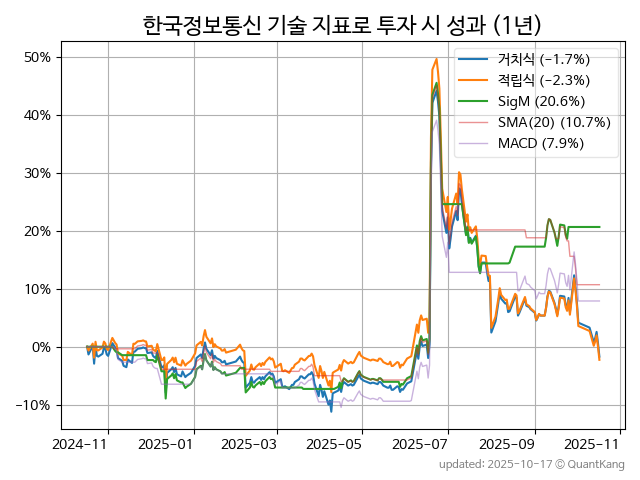 한국정보통신 기술 지표로 투자 시 성과 (1년)
50%
40%
30%
20%
10%
0%
−10%
거치식 (−1.7%)
적립식 (−2.3%)
SigM (20.6%)
SMA(20) (10.7%)
MACD (7.9%)
2024-11
2025-01
2025-03
2025-05
2025-07
2025-09
2025-11
updated: 2025-10-17 © QuantKang